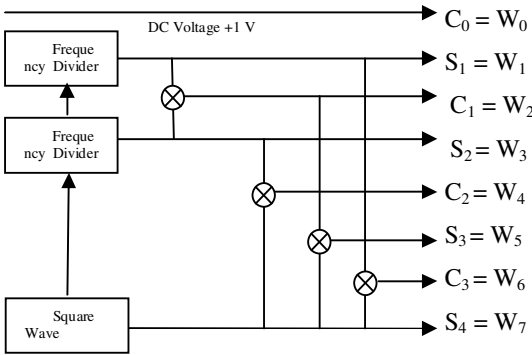 DC Voltage +1 V
C0 = W0
Freque
ncy Divider
S1 = W1
C1 = W2
Freque
ncy Divider
S2 = W3
C2 = W4
S3 = W5
C3 = W6
Square
Wave
S4 = W7